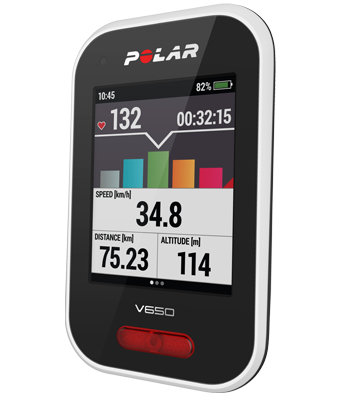 POLAR
10:45 82%
132 00:32:15
SPEED [km/h]
34.8
DISTANCE [km] ALTITUDE [m]
75.23 114
V650